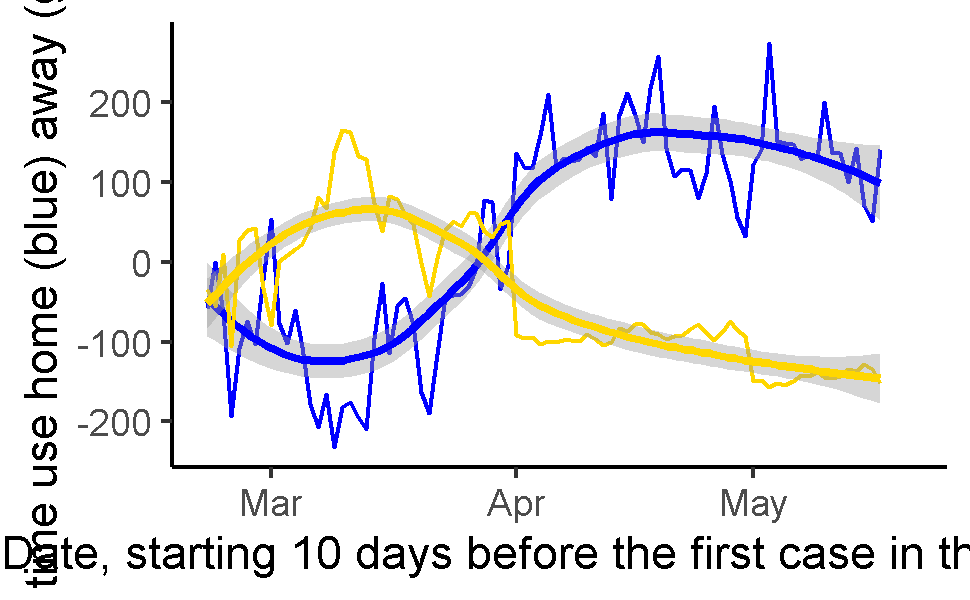 time use home (blue) away (
200
100
0
-100
-200
Mar Apr May
Date, starting 10 days before the first case in th